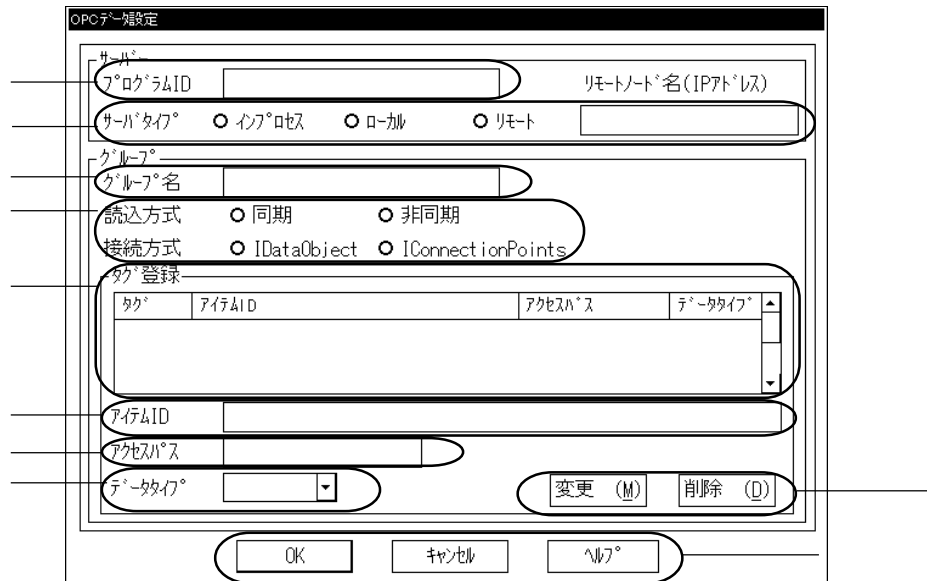 OPCデータ設定
サーバー
プログラムID
リモートノード名(IPアドレス)
サーバタイプ インプロセス ローカル リモート
グループ
グループ名
読込方式 同期 非同期
接続方式 IDataObject IConnectionPoints
タグ登録
タグ アイテムID アクセスパス データタイプ
アイテムID
アクセスパス
データタイプ
変更 (M) 削除 (D)
OK キャンセル ヘルプ